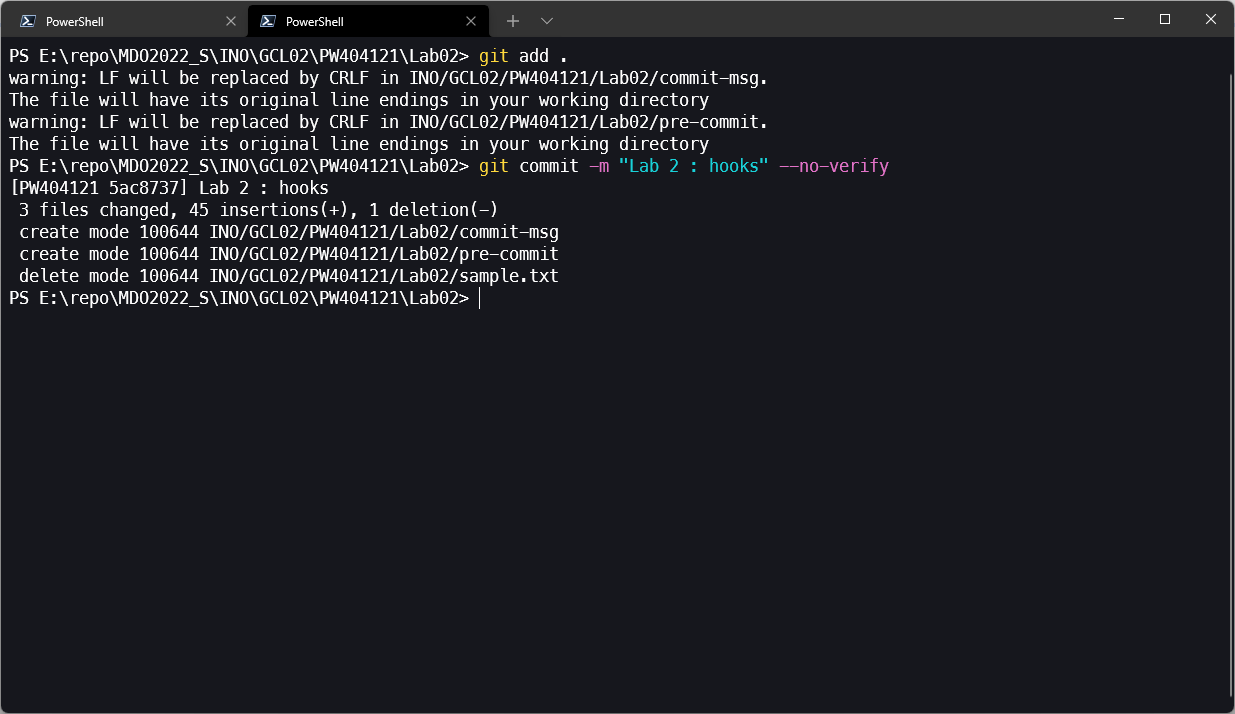 PowerShell
PowerShell
PS E:\repo\MDO2022_S\INO\GCL02\PW404121\Lab02> git add .
warning: LF will be replaced by CRLF in INO/GCL02/PW404121/Lab02/commit-msg.
The file will have its original line endings in your working directory
warning: LF will be replaced by CRLF in INO/GCL02/PW404121/Lab02/pre-commit.
The file will have its original line endings in your working directory
PS E:\repo\MDO2022_S\INO\GCL02\PW404121\Lab02> git commit -m "Lab 2 : hooks" --no-verify
[PW404121 5ac8737] Lab 2 : hooks
 3 files changed, 45 insertions(+), 1 deletion(-)
 create mode 100644 INO/GCL02/PW404121/Lab02/commit-msg
 create mode 100644 INO/GCL02/PW404121/Lab02/pre-commit
 delete mode 100644 INO/GCL02/PW404121/Lab02/sample.txt
PS E:\repo\MDO2022_S\INO\GCL02\PW404121\Lab02>